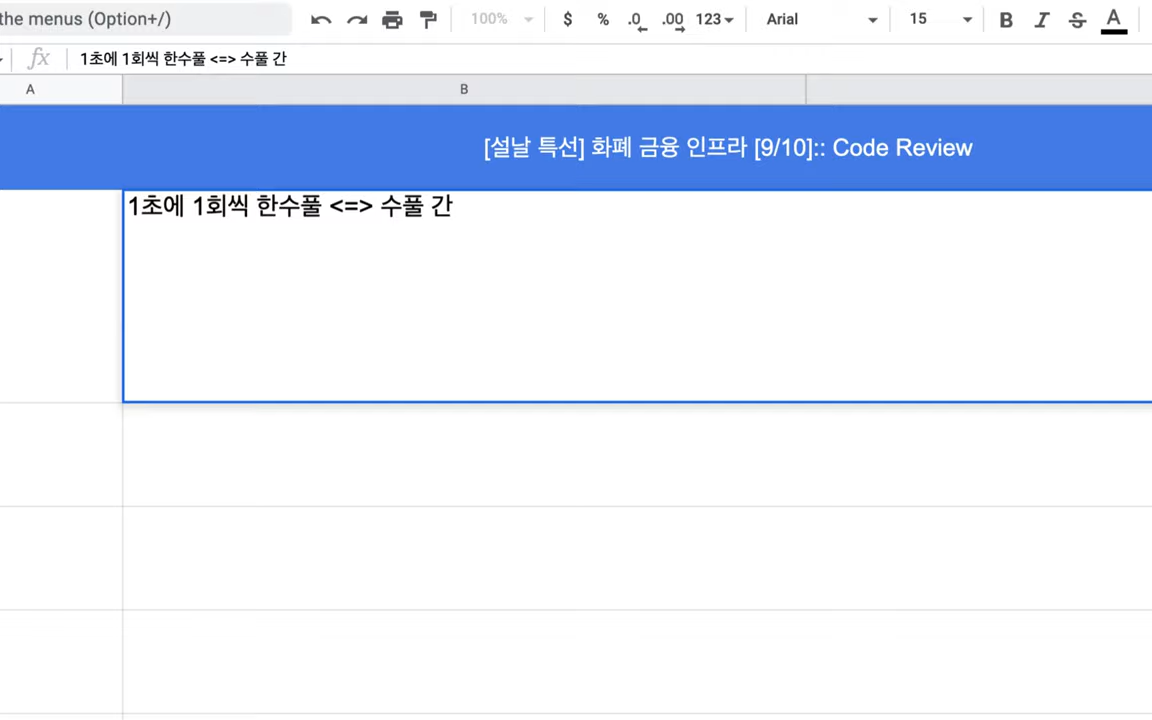 the menus (Option+/)
100%
$ % .0 .00 123
Arial
15
B I S A
fx 1초에 1회씩 한수풀 <=> 수풀 간
A B
[설날 특선] 화폐 금융 인프라 [9/10]:: Code Review
1초에 1회씩 한수풀 <=> 수풀 간